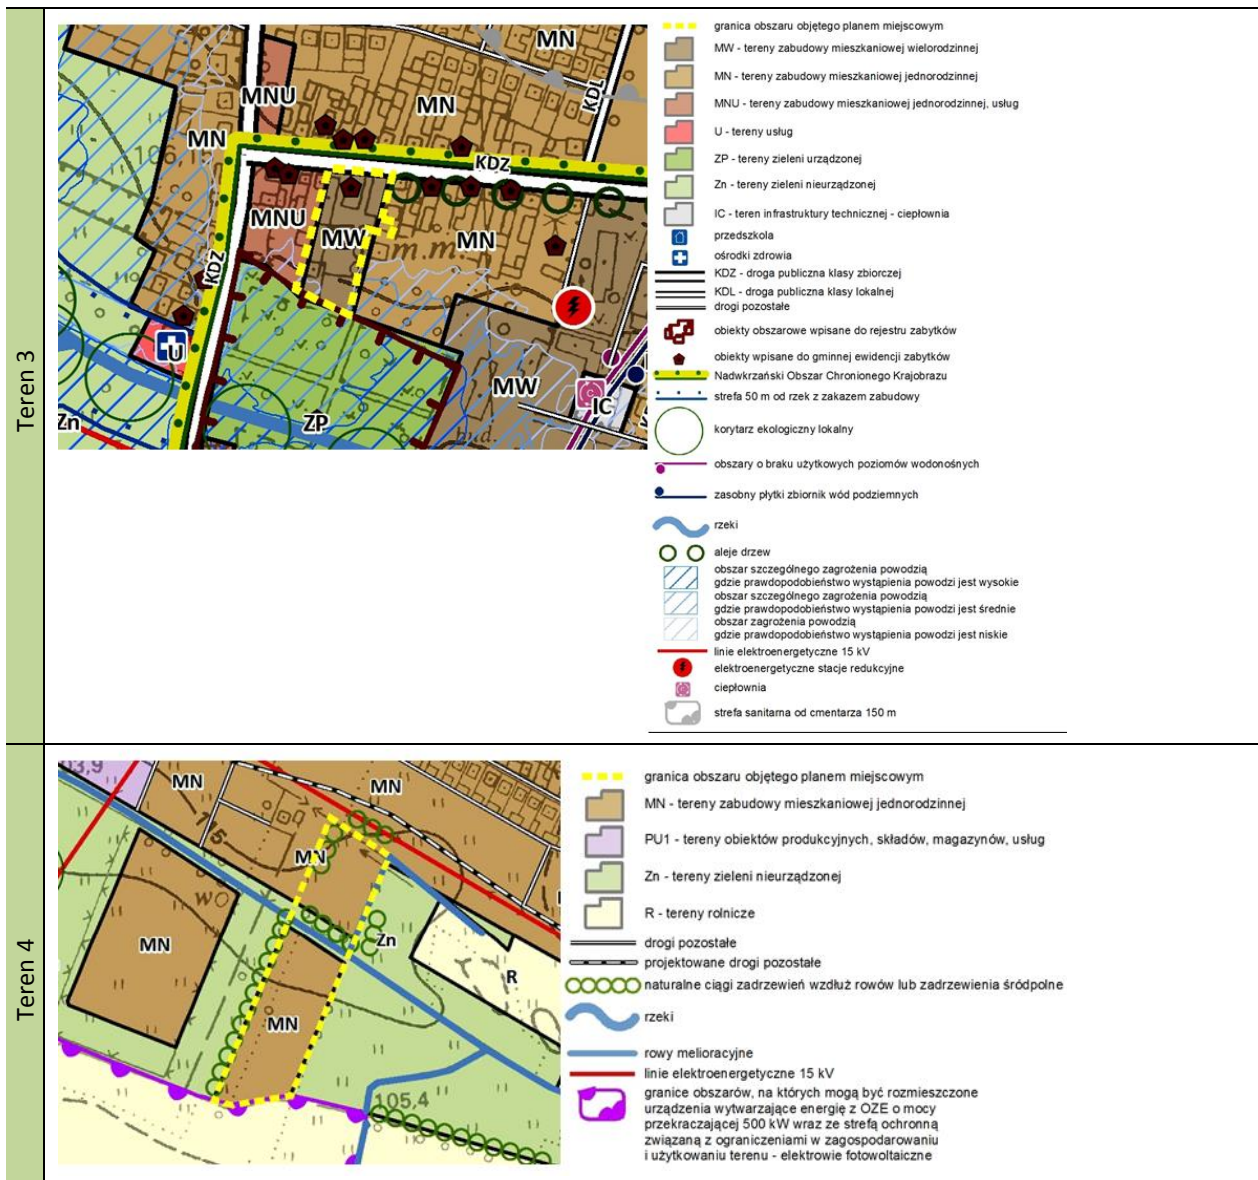 Teren 3
MN
MNU
MN
KDL
MN
KDZ
MNU
MW
MN
m.m.
KDZ
U
MW
IC
Zn
ZP
granica obszaru objętego planem miejscowym
MW - tereny zabudowy mieszkaniowej wielorodzinnej
MN - tereny zabudowy mieszkaniowej jednorodzinnej
MNU - tereny zabudowy mieszkaniowej jednorodzinnej, usług
U - tereny usług
ZP - tereny zieleni urządzonej
Zn - tereny zieleni nieurządzonej
IC - teren infrastruktury technicznej - ciepłownia
przedszkola
ośrodki zdrowia
KDZ - droga publiczna klasy zbiorczej
KDL - droga publiczna klasy lokalnej
drogi pozostałe
obiekty obszarowe wpisane do rejestru zabytków
obiekty wpisane do gminnej ewidencji zabytków
Nadwkrzański Obszar Chronionego Krajobrazu
strefa 50 m od rzek z zakazem zabudowy
korytarz ekologiczny lokalny
obszary o braku użytkowych poziomów wodonośnych
zasobny płytki zbiornik wód podziemnych
rzeki
aleje drzew
obszar szczególnego zagrożenia powodzią
gdzie prawdopodobieństwo wystąpienia powodzi jest wysokie
obszar szczególnego zagrożenia powodzią
gdzie prawdopodobieństwo wystąpienia powodzi jest średnie
obszar zagrożenia powodzią
gdzie prawdopodobieństwo wystąpienia powodzi jest niskie
linie elektroenergetyczne 15 kV
elektroenergetyczne stacje redukcyjne
ciepłownia
strefa sanitarna od cmentarza 150 m
Teren 4
03,9
MN
MN
MN
MN
Zn
R
MN
105,4
granica obszaru objętego planem miejscowym
MN - tereny zabudowy mieszkaniowej jednorodzinnej
PU1 - tereny obiektów produkcyjnych, składów, magazynów, usług
Zn - tereny zieleni nieurządzonej
R - tereny rolnicze
drogi pozostałe
projektowane drogi pozostałe
naturalne ciągi zadrzewień wzdłuż rowów lub zadrzewienia śródpolne
rzeki
rowy melioracyjne
linie elektroenergetyczne 15 kV
granice obszarów, na których mogą być rozmieszczone
urządzenia wytwarzające energię z OZE o mocy
przekraczającej 500 kW wraz ze strefą ochronną
związaną z ograniczeniami w zagospodarowaniu
i użytkowaniu terenu - elektrowie fotowoltaiczne